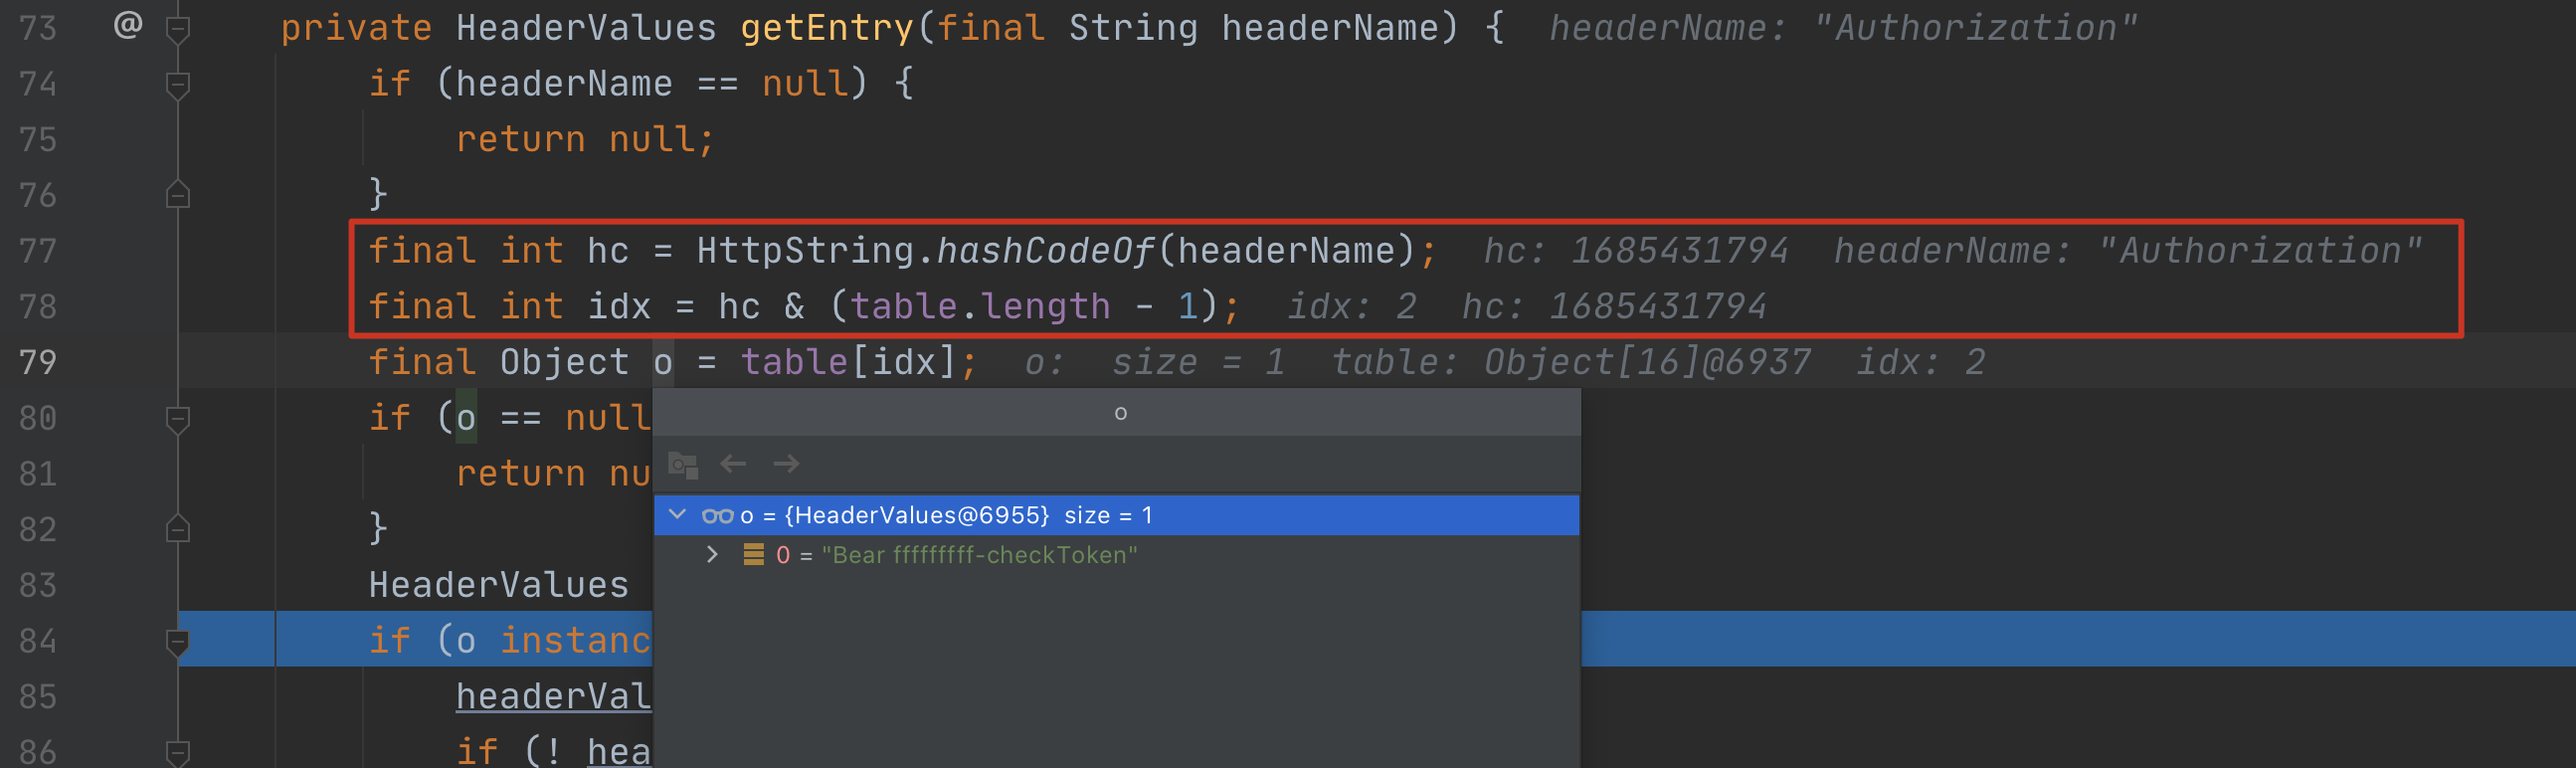 73 @ private HeaderValues getEntry(final String headerName) { headerName: "Authorization"
74 if (headerName == null) {
75 return null;
76 }
77 final int hc = HttpString.hashCodeOf(headerName); hc: 1685431794 headerName: "Authorization"
78 final int idx = hc & (table.length - 1); idx: 2 hc: 1685431794
79 final Object o = table[idx]; o: size = 1 table: Object[16]@6937 idx: 2
80 if (o == null
o
81 return nu
o = {HeaderValues@6955} size = 1
82 }
0 = "Bear fffffffff-checkToken"
83 HeaderValues
84 if (o instanc
85 headerVal
86 if (! hea